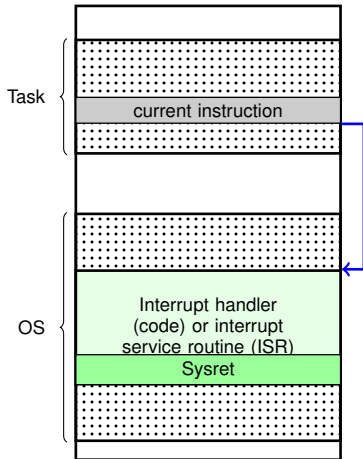 Task
current instruction
OS
Interrupt handler
(code) or interrupt
service routine (ISR)
Sysret